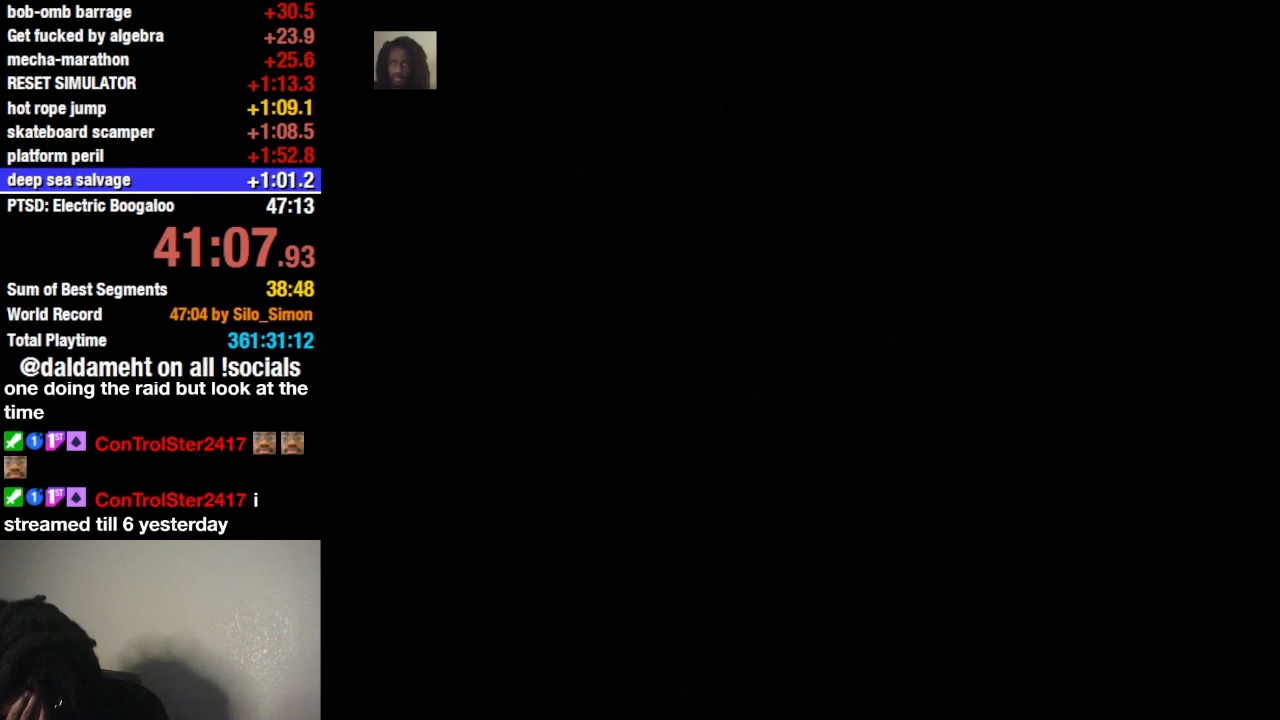 bob-omb barrage +30.5
Get fucked by algebra +23.9
mecha-marathon +25.6
RESET SIMULATOR +1:13.3
hot rope jump +1:09.1
skateboard scamper +1:08.5
platform peril +1:52.8
deep sea salvage +1:01.2
PTSD: Electric Boogaloo 47:13
41:07.93
Sum of Best Segments 38:48
World Record 47:04 by Silo_Simon
Total Playtime 361:31:12
@daldameht on all !socials
one doing the raid but look at the
time
1 1ST ConTrolSter2417
1 1ST ConTrolSter2417 i
streamed till 6 yesterday